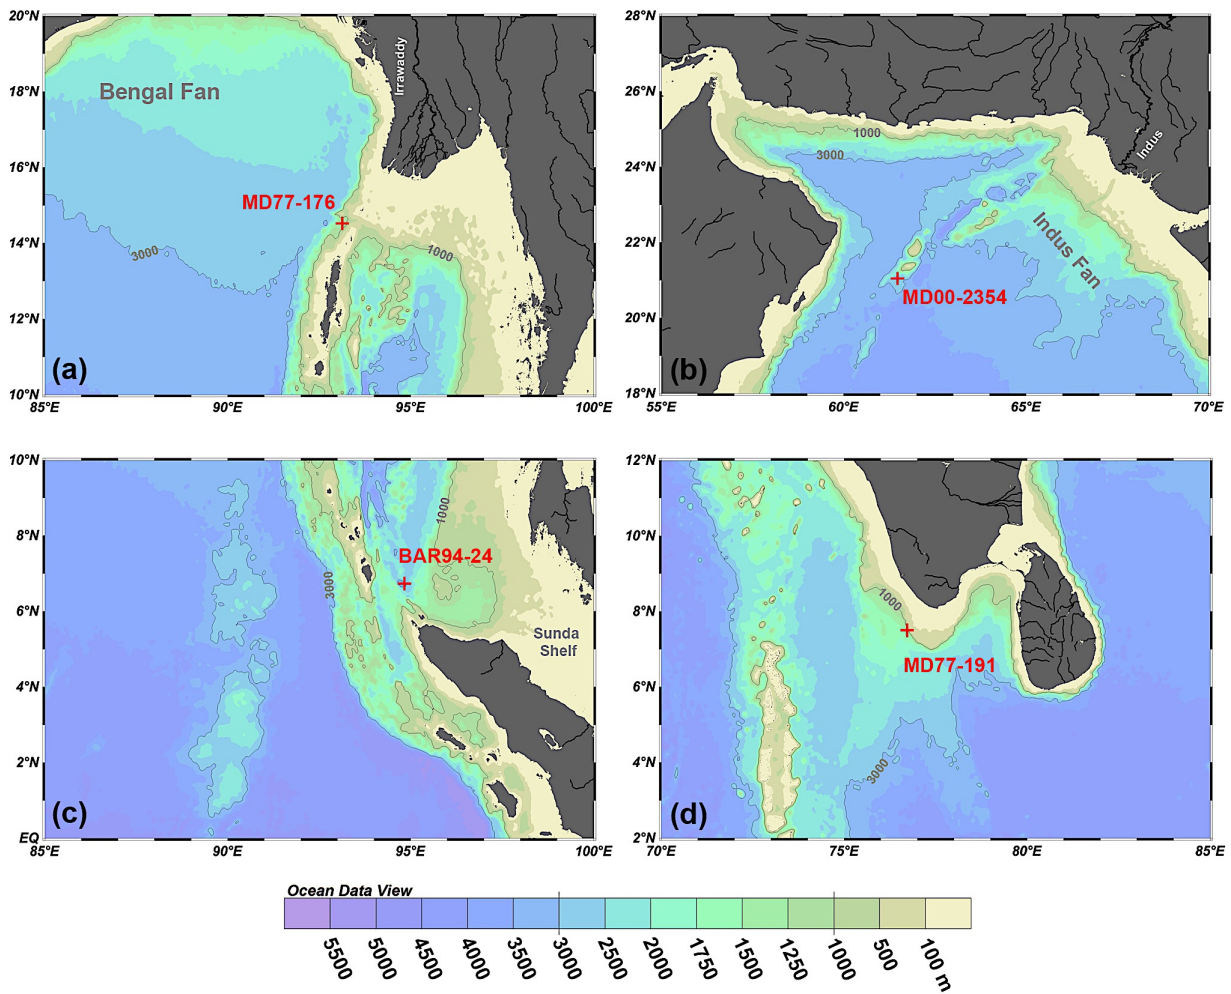 20°N
18°N
16°N
14°N
12°N
10°N
85°E
90°E
95°E
100°E
Bengal Fan
Irrawaddy
MD77-176
3000
1000
(a)
28°N
26°N
24°N
22°N
20°N
18°N
55°E
60°E
65°E
70°E
1000
3000
Indus
Indus Fan
MD00-2354
(b)
10°N
8°N
6°N
4°N
2°N
EQ
85°E
90°E
95°E
100°E
1000
BAR94-24
3000
Sunda
Shelf
(c)
12°N
10°N
8°N
6°N
4°N
2°N
70°E
75°E
80°E
85°E
1000
MD77-191
3000
(d)
Ocean Data View
5500
5000
4500
4000
3500
3000
2500
2000
1750
1500
1250
1000
500
100 m